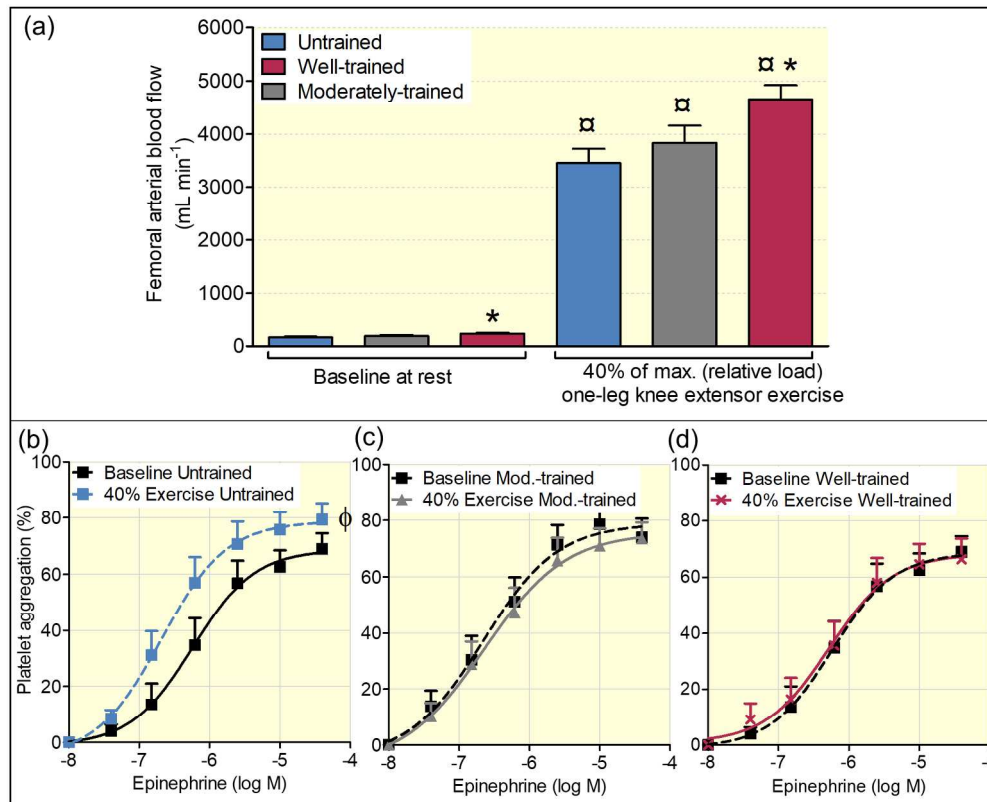 (a)
Untrained
Well-trained
Moderately-trained
Femoral arterial blood flow
(mL min⁻¹)
6000
5000
4000
3000
2000
1000
0
¤
¤
¤ *
*
Baseline at rest
40% of max. (relative load)
one-leg knee extensor exercise
(b)
Baseline Untrained
40% Exercise Untrained
Platelet aggregation (%)
100
80
60
40
20
0
ϕ
-8 -7 -6 -5 -4
Epinephrine (log M)
(c)
Baseline Mod.-trained
40% Exercise Mod.-trained
100
80
60
40
20
0
-8 -7 -6 -5 -4
Epinephrine (log M)
(d)
Baseline Well-trained
40% Exercise Well-trained
100
80
60
40
20
0
-8 -7 -6 -5 -4
Epinephrine (log M)